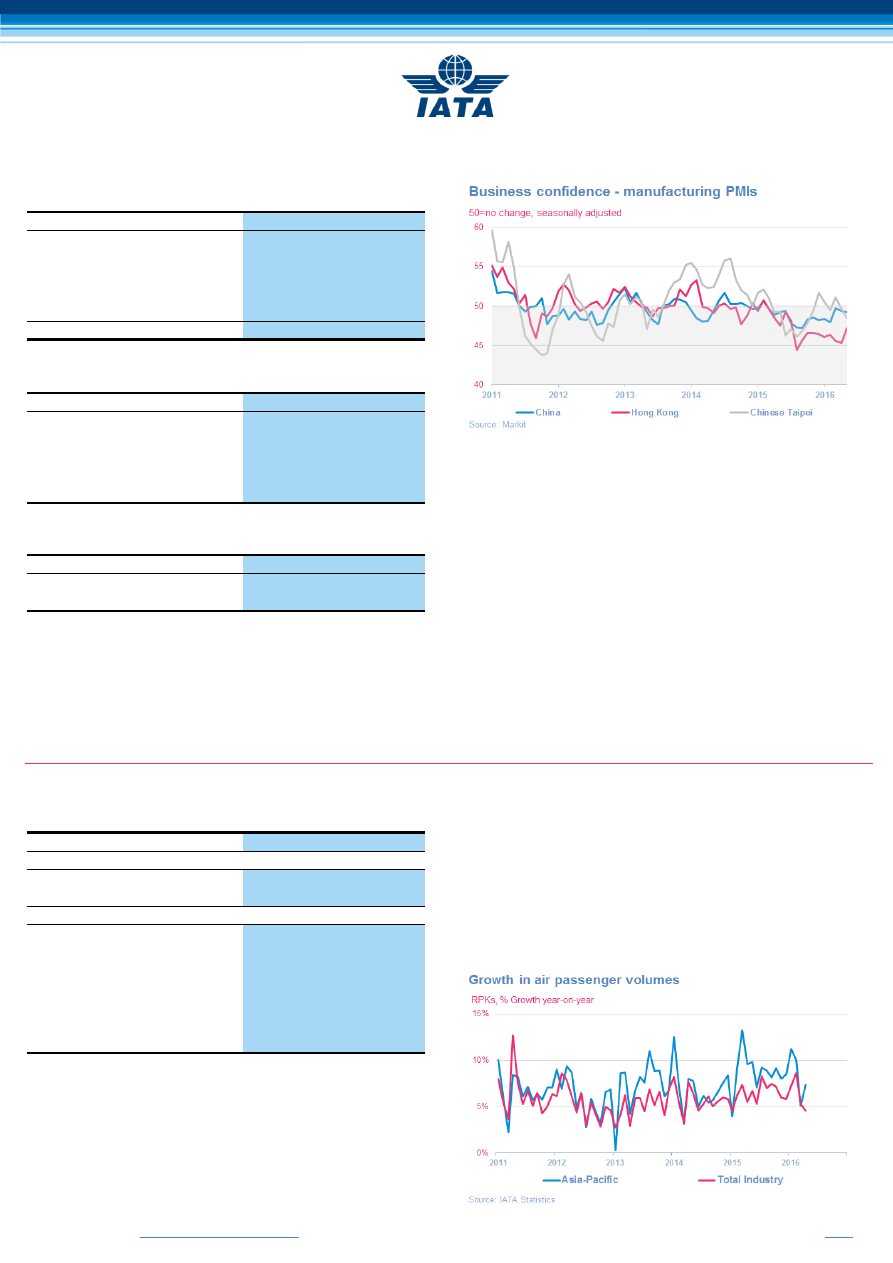 IATA
Business confidence - manufacturing PMIs
50=no change, seasonally adjusted
60
55
50
45
40
2011 2012 2013 2014 2015 2016
China Hong Kong Chinese Taipei
Source: Markit
Growth in air passenger volumes
RPKs, % Growth year-on-year
15%
10%
5%
0%
2011 2012 2013 2014 2015 2016
Asia-Pacific Total Industry
Source: IATA Statistics